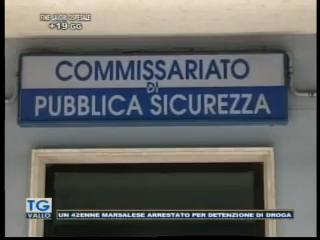 +19 GG
COMMISSARIATO
DI
PUBBLICA SICUREZZA
TG
VALLO
UN 42ENNE MARSALESE ARRESTATO PER DETENZIONE DI DROGA